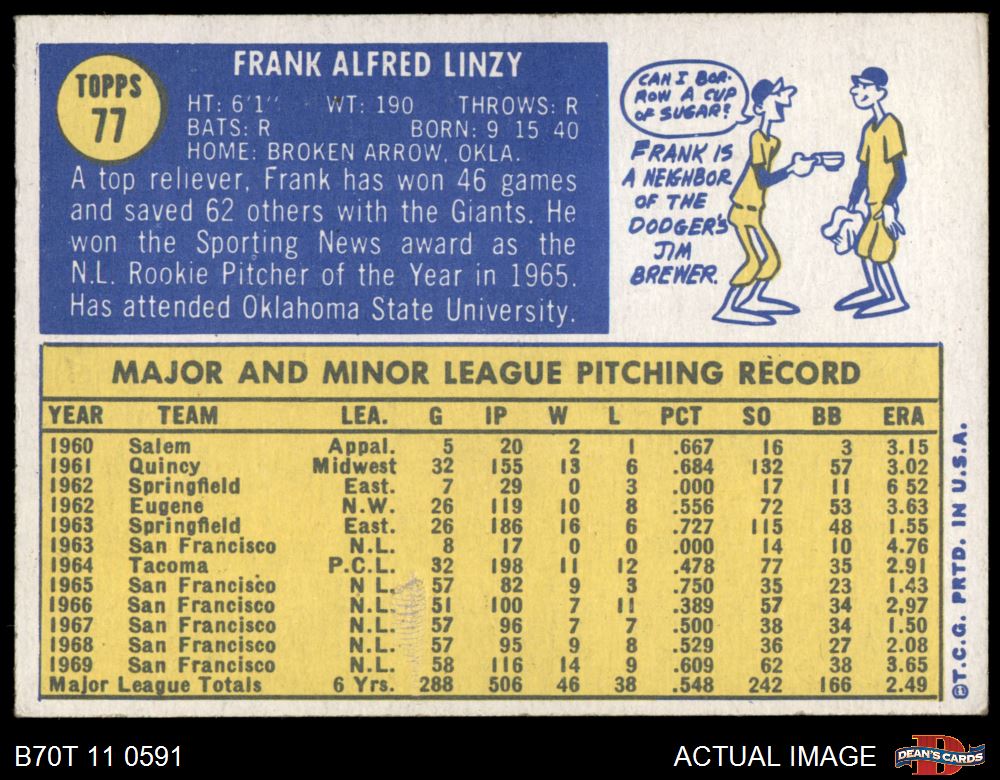 TOPPS
77
FRANK ALFRED LINZY
HT: 6'1" WT: 190 THROWS: R
BATS: R BORN: 9 15 40
HOME: BROKEN ARROW, OKLA.
A top reliever, Frank has won 46 games
and saved 62 others with the Giants. He
won the Sporting News award as the
N.L. Rookie Pitcher of the Year in 1965.
Has attended Oklahoma State University.
CAN I BOR-
ROW A CUP
OF SUGAR?
FRANK IS
A NEIGHBOR
OF THE
DODGER'S
JIM
BREWER.
MAJOR AND MINOR LEAGUE PITCHING RECORD
YEAR TEAM LEA. G IP W L PCT SO BB ERA
1960 Salem Appal. 5 20 2 1 .667 16 3 3.15
1961 Quincy Midwest 32 155 13 6 .684 132 57 3.02
1962 Springfield East. 7 29 0 3 .000 17 11 6 52
1962 Eugene N.W. 26 119 10 8 .556 72 53 3.63
1963 Springfield East. 26 186 16 6 .727 115 48 1.55
1963 San Francisco N.L. 8 17 0 0 .000 14 10 4.76
1964 Tacoma P.C.L. 32 198 11 12 .478 77 35 2.91
1965 San Francisco N L. 57 82 9 3 .750 35 23 1.43
1966 San Francisco N.L. 51 100 7 11 .389 57 34 2.97
1967 San Francisco N.L. 57 96 7 7 .500 38 34 1.50
1968 San Francisco N.L. 57 95 9 8 .529 36 27 2.08
1969 San Francisco N.L. 58 116 14 9 .609 62 38 3.65
Major League Totals 6 Yrs. 288 506 46 38 .548 242 166 2.49
©T.C.G. PRTD. IN U.S.A.
B70T 11 0591
ACTUAL IMAGE
D
DEAN'S CARDS